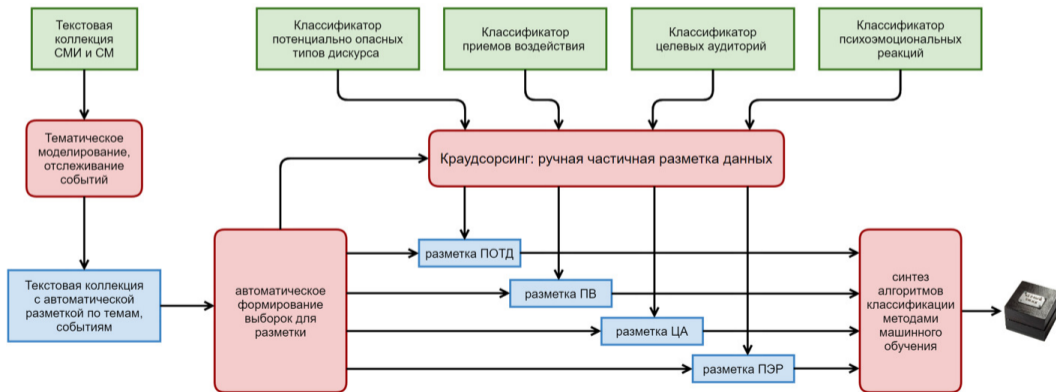 Текстовая
коллекция
СМИ и СМ
Классификатор
потенциально опасных
типов дискурса
Классификатор
приемов воздействия
Классификатор
целевых аудиторий
Классификатор
психоэмоциональных
реакций
Тематическое
моделирование,
отслеживание
событий
Краудсорсинг: ручная частичная разметка данных
Текстовая коллекция
с автоматической
разметкой по темам,
событиям
автоматическое
формирование
выборок для
разметки
разметка ПОТД
разметка ПВ
разметка ЦА
разметка ПЭР
синтез
алгоритмов
классификации
методами
машинного
обучения